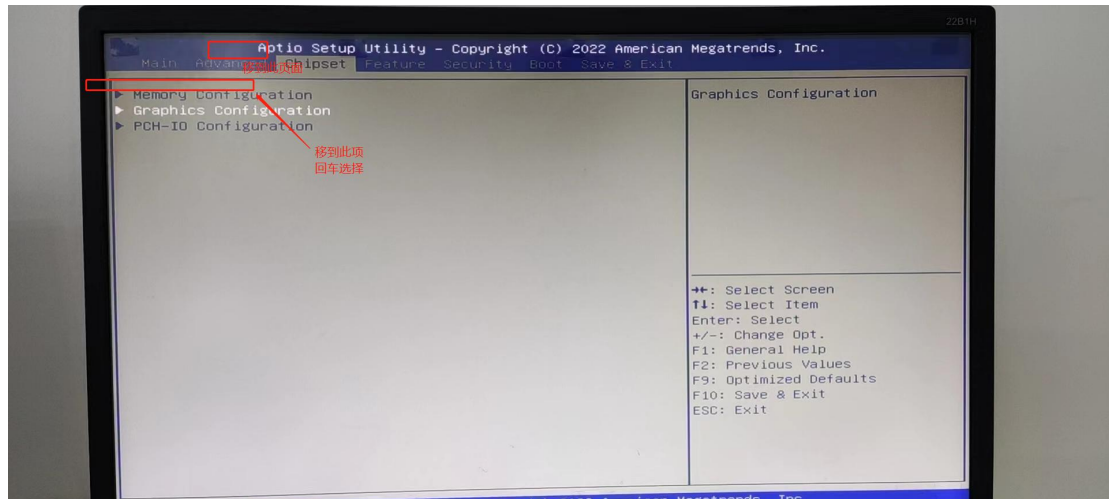 22B1H
Aptio Setup Utility – Copyright (C) 2022 American Megatrends, Inc.
Main Advanced Chipset Feature Security Boot Save & Exit
移到此页面
▶ Memory Configuration
▶ Graphics Configuration
▶ PCH-IO Configuration
移到此项
回车选择
Graphics Configuration
→←: Select Screen
↑↓: Select Item
Enter: Select
+/-: Change Opt.
F1: General Help
F2: Previous Values
F9: Optimized Defaults
F10: Save & Exit
ESC: Exit
American Megatrends, Inc.